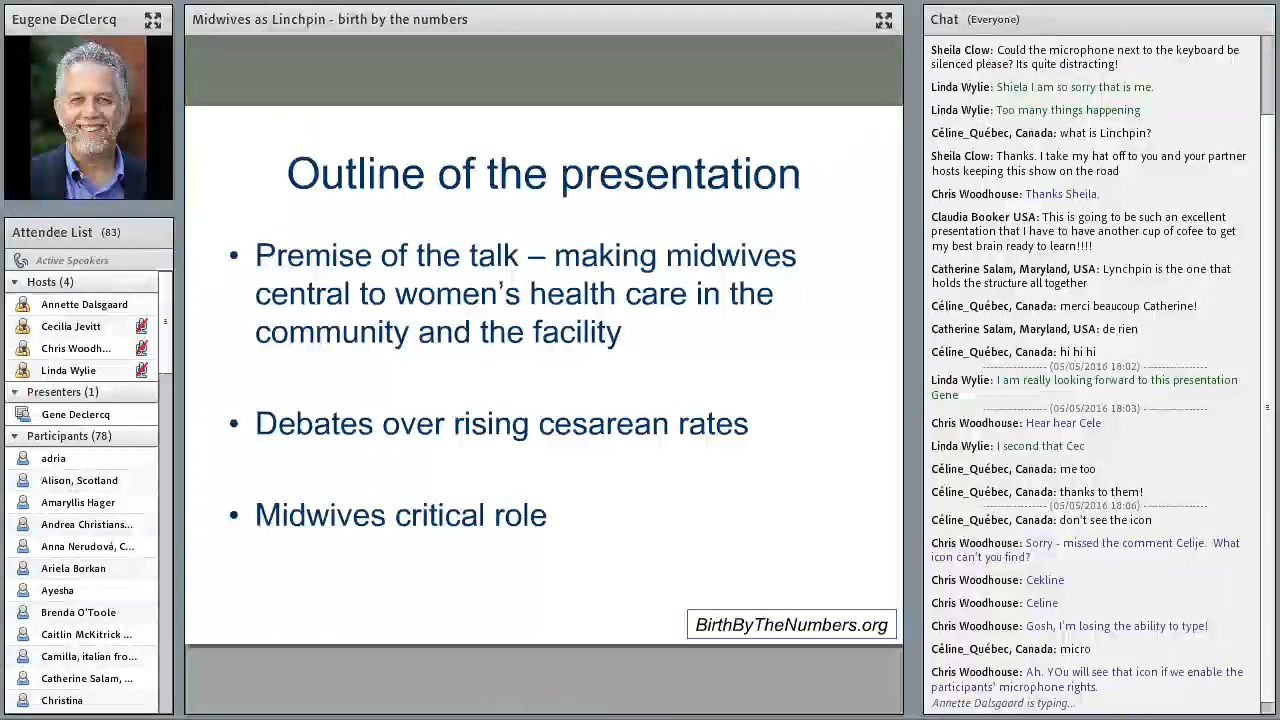 Eugene DeClercq
Attendee List (83)
Active Speakers
Hosts (4)
Annette Dalsgaard
Cecilia Jevitt
Chris Woodh...
Linda Wylie
Presenters (1)
Gene Declercq
Participants (78)
adria
Alison, Scotland
Amaryllis Hager
Andrea Christians...
Anna Nerudová, C...
Ariela Borkan
Ayesha
Brenda O'Toole
Caitlin McKitrick ...
Camilla, italian fro...
Catherine Salam, ...
Christina
Midwives as Linchpin - birth by the numbers
Outline of the presentation
• Premise of the talk – making midwives
central to women’s health care in the
community and the facility
• Debates over rising cesarean rates
• Midwives critical role
BirthByTheNumbers.org
Chat (Everyone)
Sheila Clow: Could the microphone next to the keyboard be
silenced please? Its quite distracting!
Linda Wylie: Shiela I am so sorry that is me.
Linda Wylie: Too many things happening
Céline_Québec, Canada: what is Linchpin?
Sheila Clow: Thanks. I take my hat off to you and your partner
hosts keeping this show on the road
Chris Woodhouse: Thanks Sheila.
Claudia Booker USA: This is going to be such an excellent
presentation that I have to have another cup of cofee to get
my best brain ready to learn!!!!
Catherine Salam, Maryland, USA: Lynchpin is the one that
holds the structure all together
Céline_Québec, Canada: merci beaucoup Catherine!
Catherine Salam, Maryland, USA: de rien
Céline_Québec, Canada: hi hi hi
(05/05/2016 18:02)
Linda Wylie: I am really looking forward to this presentation
Gene
(05/05/2016 18:03)
Chris Woodhouse: Hear hear Cele
Linda Wylie: I second that Cec
Céline_Québec, Canada: me too
Céline_Québec, Canada: thanks to them!
(05/05/2016 18:06)
Céline_Québec, Canada: don't see the icon
Chris Woodhouse: Sorry - missed the comment Celije. What
icon can't you find?
Chris Woodhouse: Cekline
Chris Woodhouse: Celine
Chris Woodhouse: Gosh, I'm losing the ability to type!
Céline_Québec, Canada: micro
Chris Woodhouse: Ah. YOu will see that icon if we enable the
participants' microphone rights.
Annette Dalsgaard is typing...